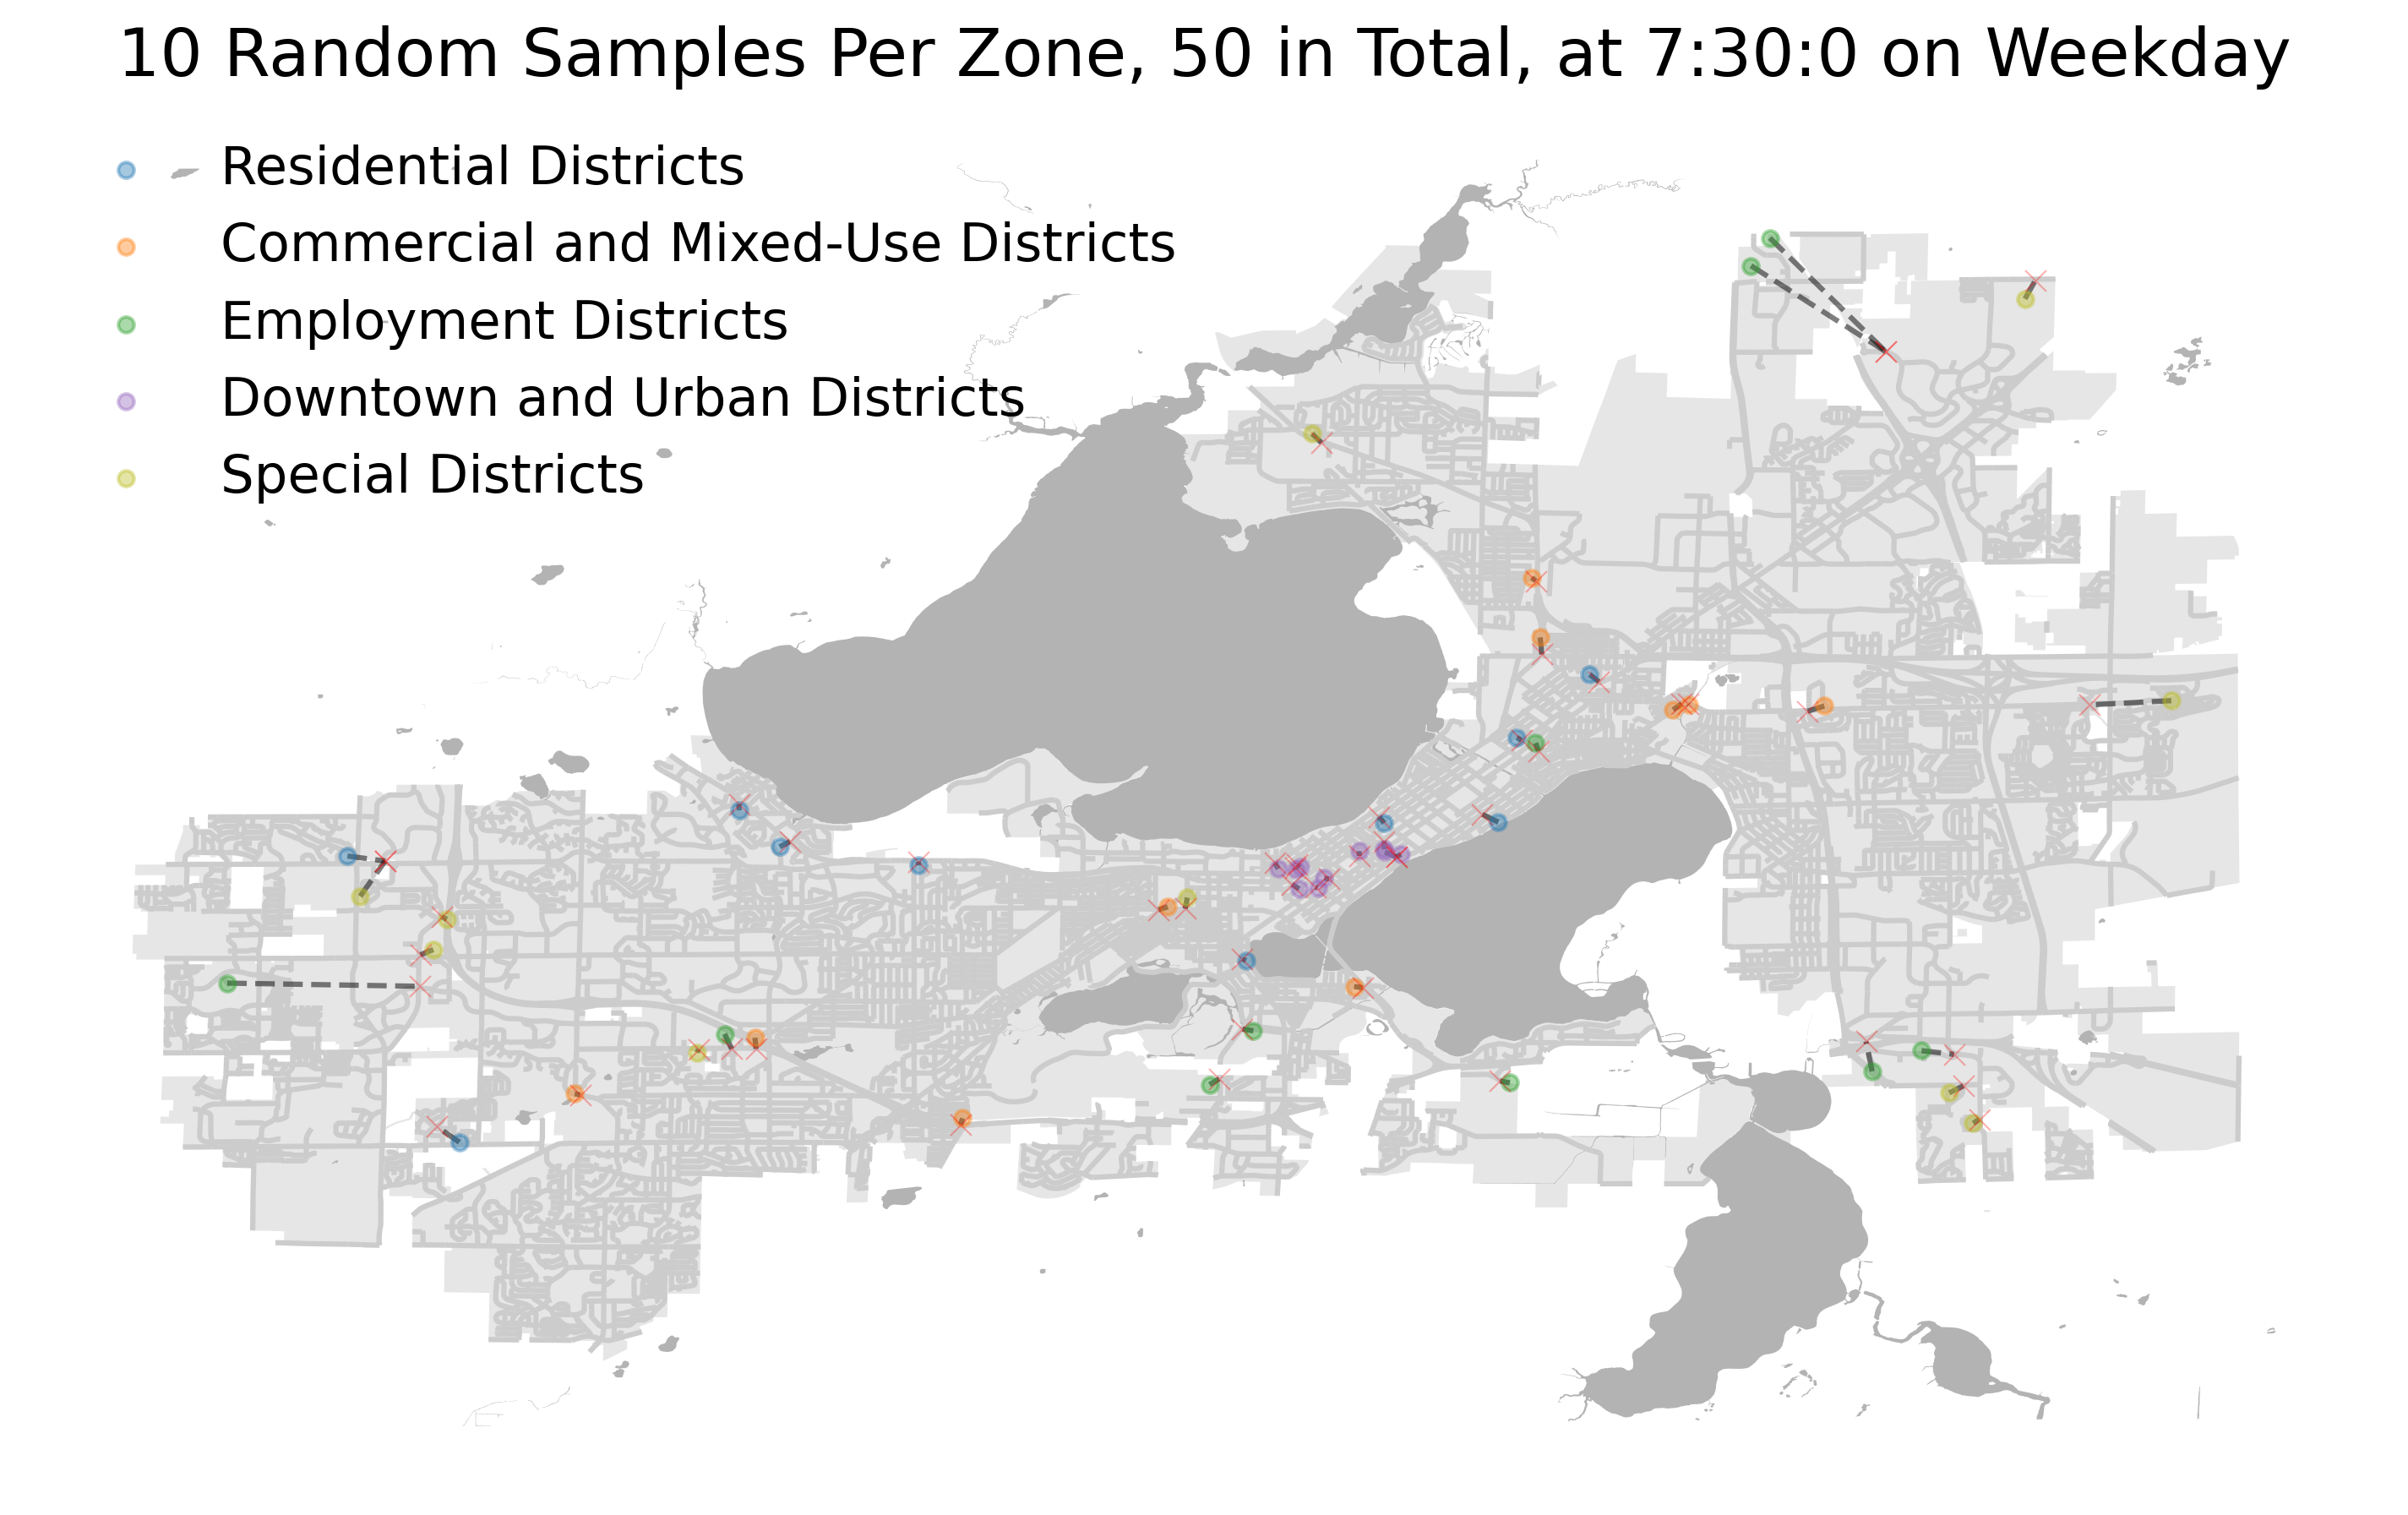 10 Random Samples Per Zone, 50 in Total, at 7:30:0 on Weekday
Residential Districts
Commercial and Mixed-Use Districts
Employment Districts
Downtown and Urban Districts
Special Districts